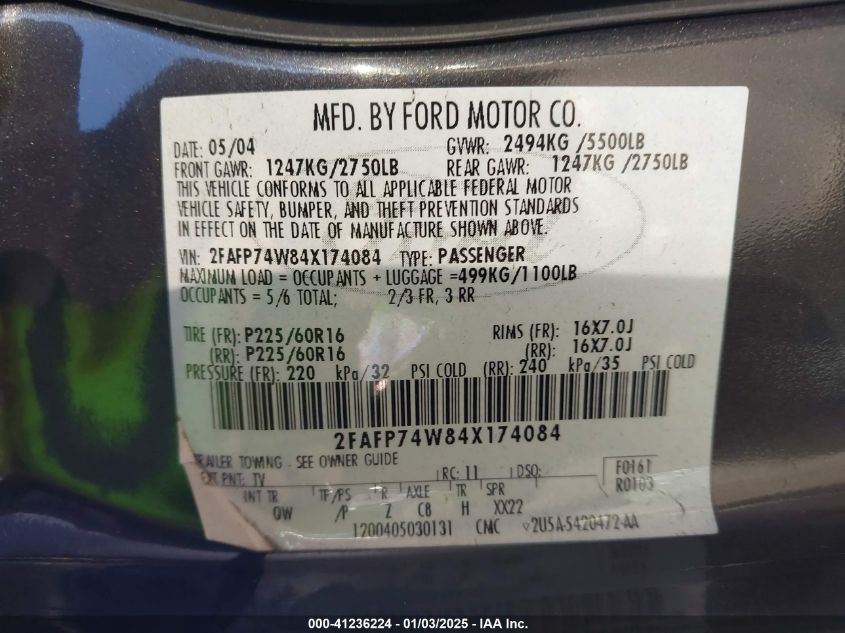 MFD. BY FORD MOTOR CO.
DATE: 05/04 GVWR: 2494KG /5500LB
FRONT GAWR: 1247KG/2750LB REAR GAWR: 1247KG /2750LB
THIS VEHICLE CONFORMS TO ALL APPLICABLE FEDERAL MOTOR
VEHICLE SAFETY, BUMPER, AND THEFT PREVENTION STANDARDS
IN EFFECT ON THE DATE OF MANUFACTURE SHOWN ABOVE.
VIN: 2FAFP74W84X174084 TYPE: PASSENGER
MAXIMUM LOAD = OCCUPANTS + LUGGAGE =499KG/1100LB
OCCUPANTS = 5/6 TOTAL; 2/3 FR, 3 RR
TIRE (FR): P225/60R16 RIMS (FR): 16X7.0J
(RR): P225/60R16 (RR): 16X7.0J
PRESSURE (FR): 220 kPa/32 PSI COLD (RR): 240 kPa/35 PSI COLD
2FAFP74W84X174084
TRAILER TOWING - SEE OWNER GUIDE
EXT PNT: TV RC: 11 DSO: F0161
R0103
INT TR TP/PS R AXLE TR SPR
OW /P Z C8 H XX22
1200405030131 CMC 2U5A-5420472-AA
000-41236224 - 01/03/2025 - IAA Inc.